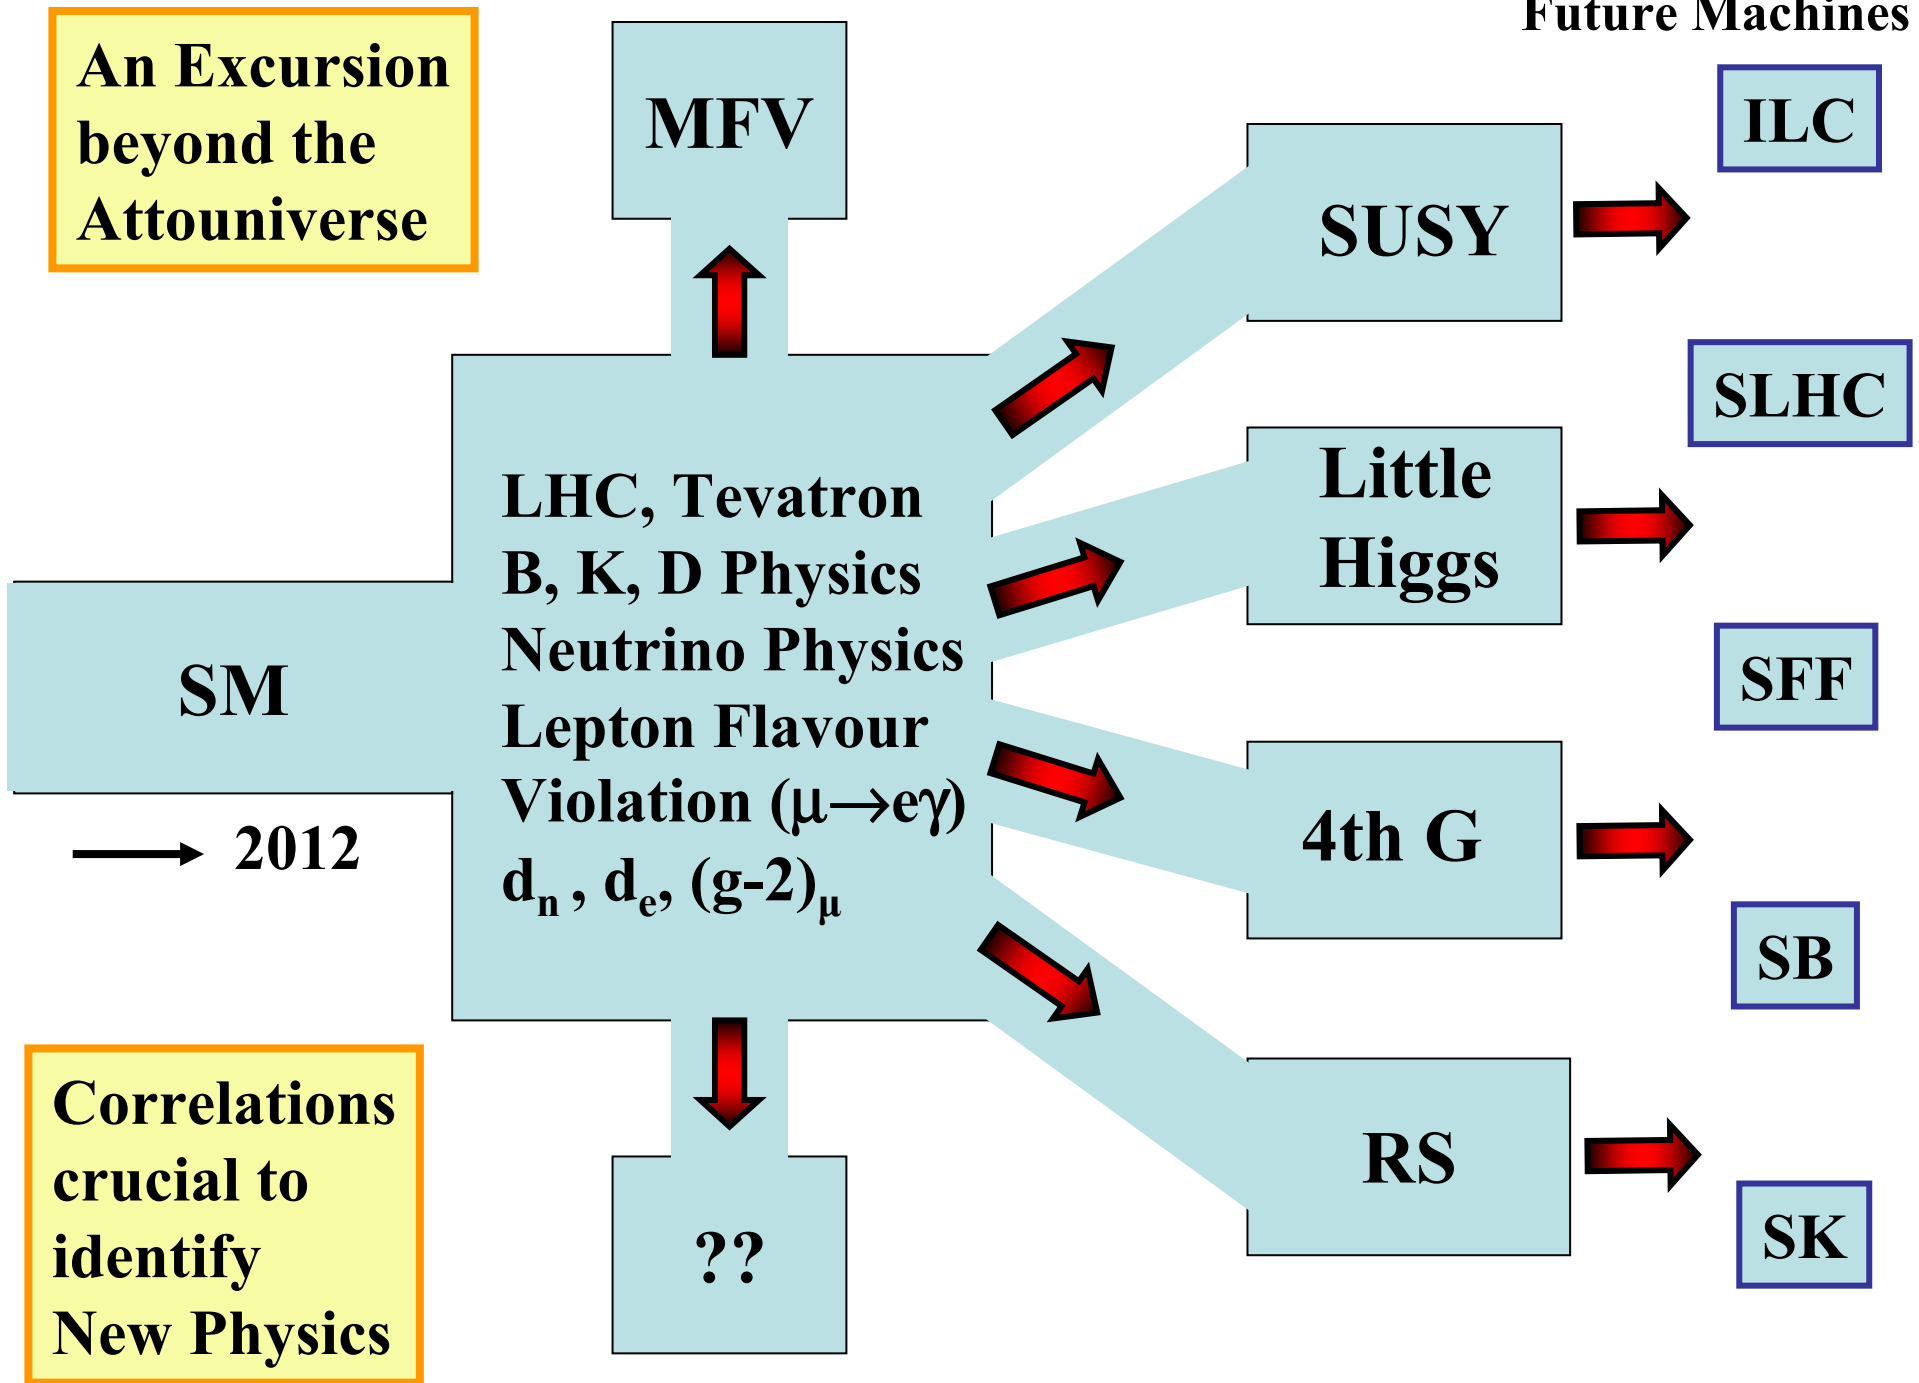 Future Machines
An Excursion
beyond the
Attouniverse
MFV
SUSY
ILC
SLHC
Little
Higgs
LHC, Tevatron
B, K, D Physics
Neutrino Physics
Lepton Flavour
Violation (μ→eγ)
dₙ , dₑ, (g-2)μ
SM
→ 2012
SFF
4th G
SB
RS
SK
??
Correlations
crucial to
identify
New Physics